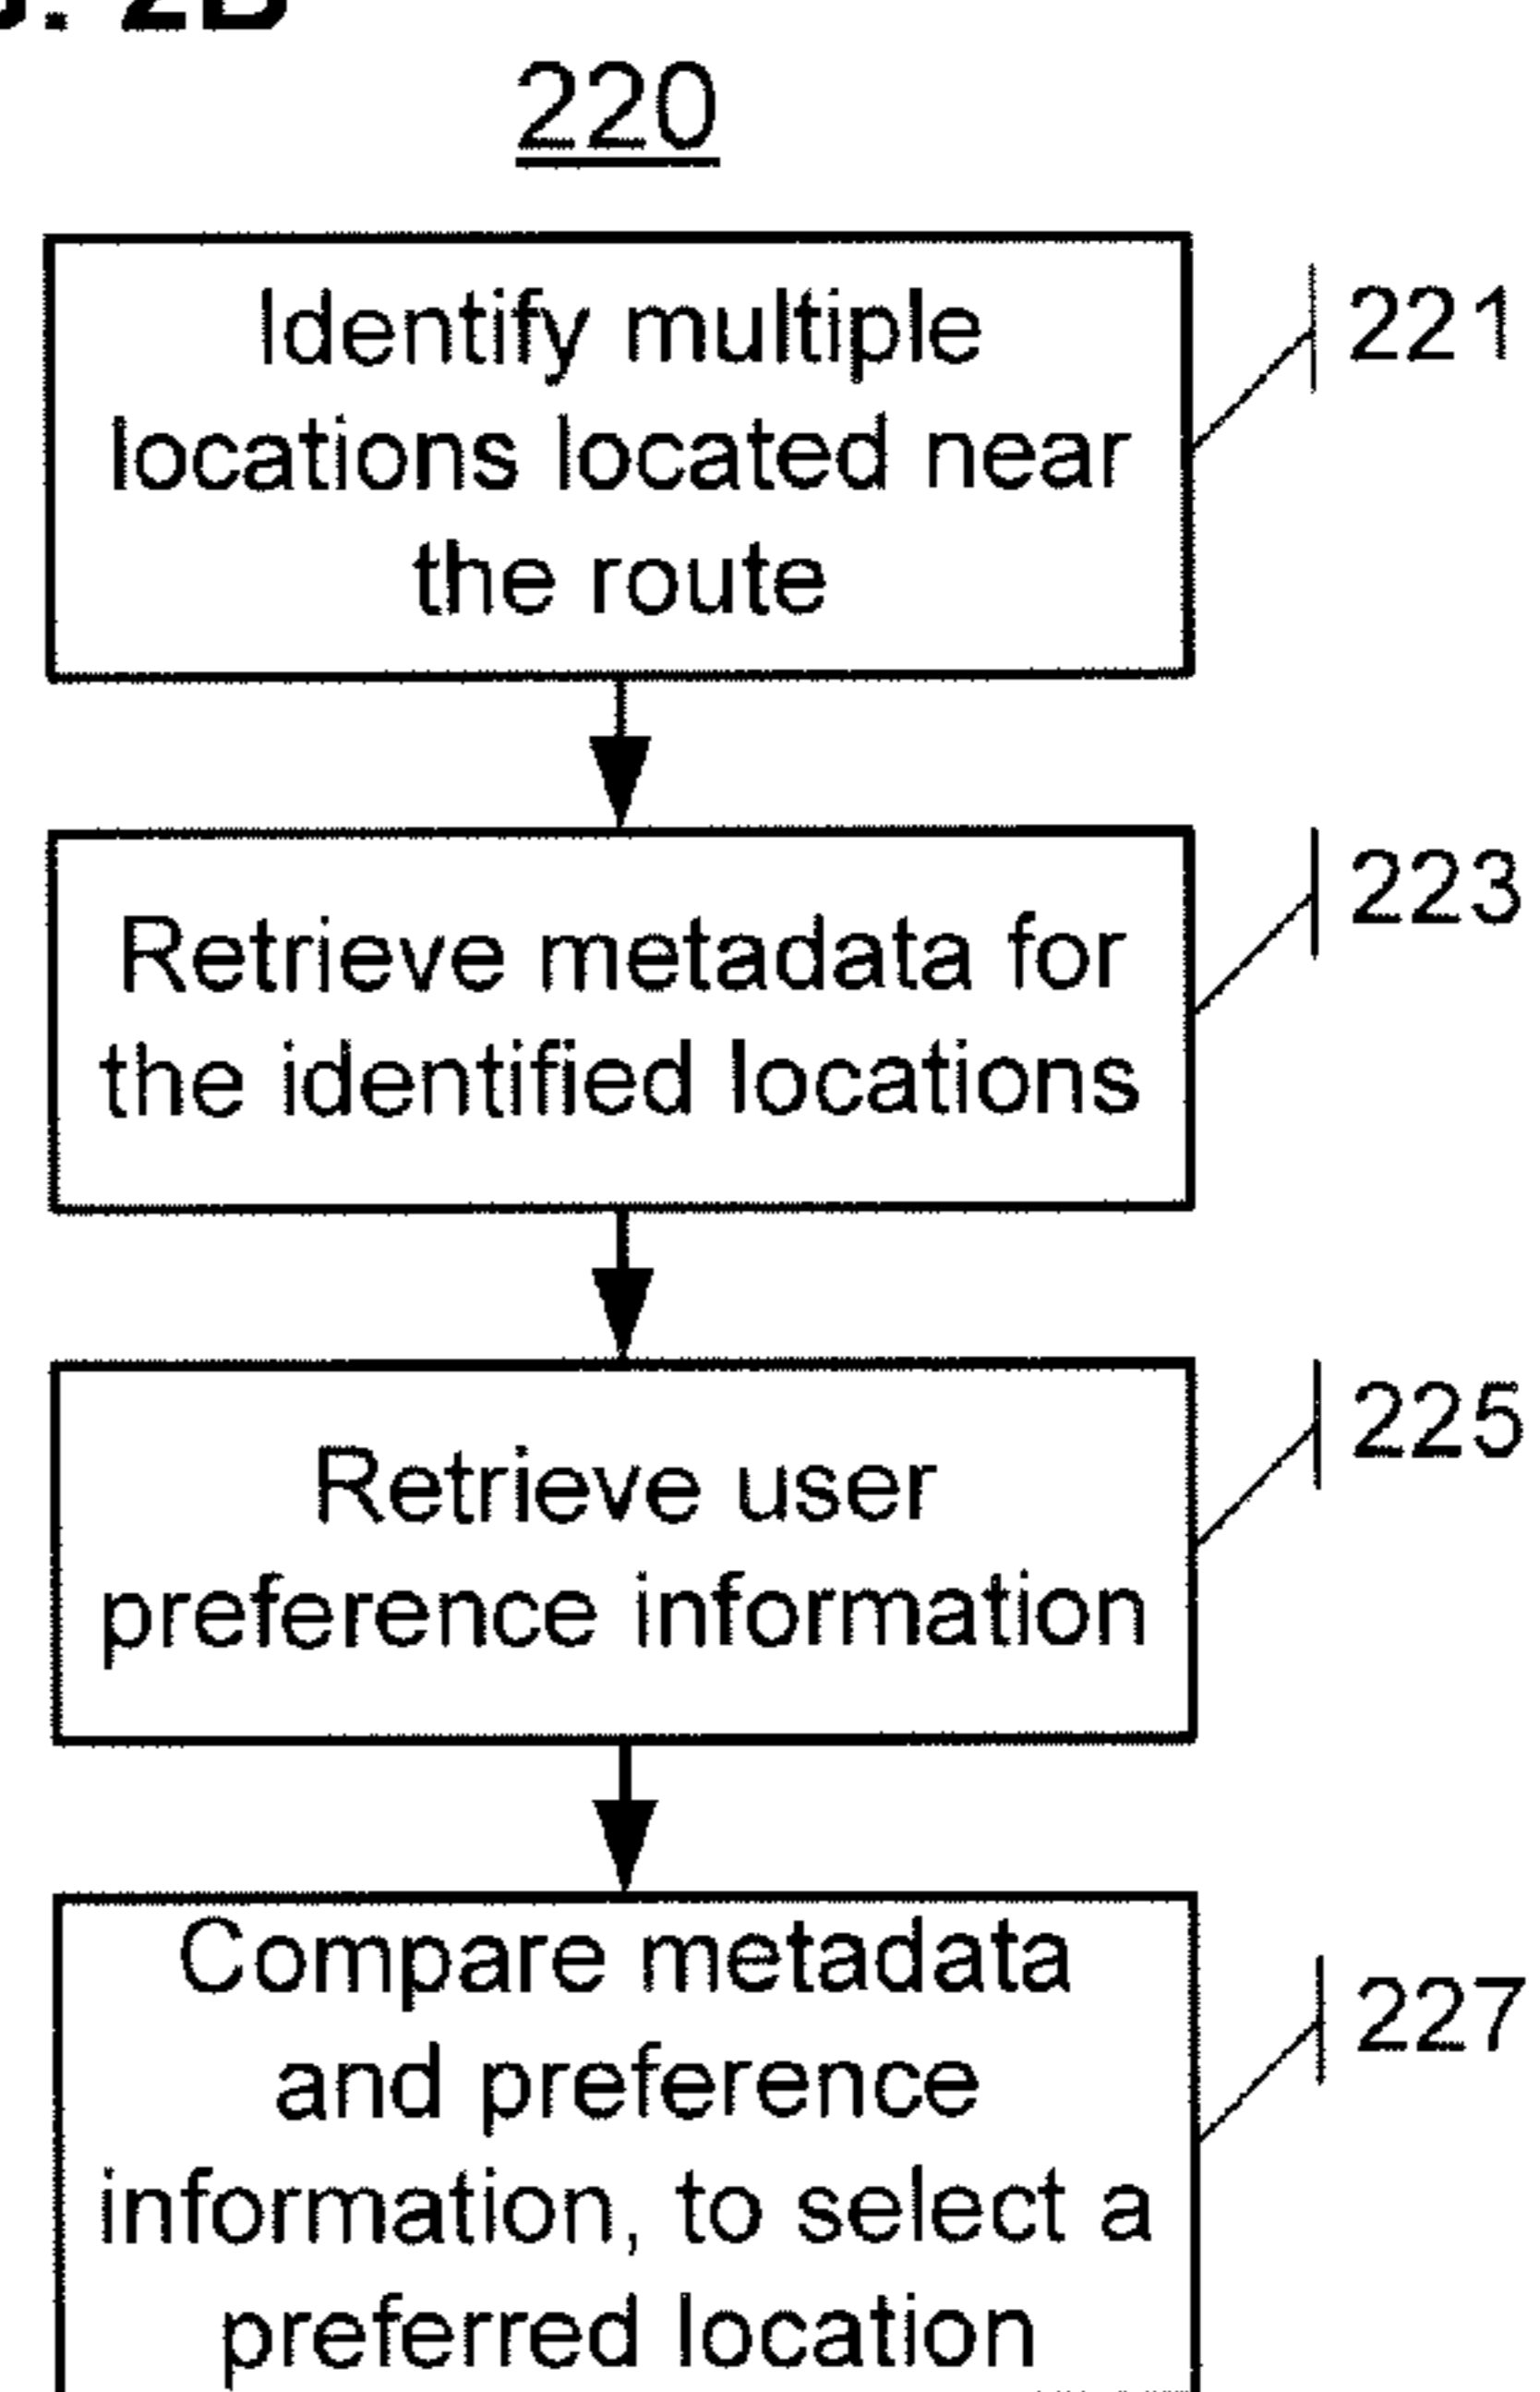 . 2B
220
Identify multiple
locations located near
the route
221
Retrieve metadata for
the identified locations
223
Retrieve user
preference information
225
Compare metadata
and preference
information, to select a
preferred location
227